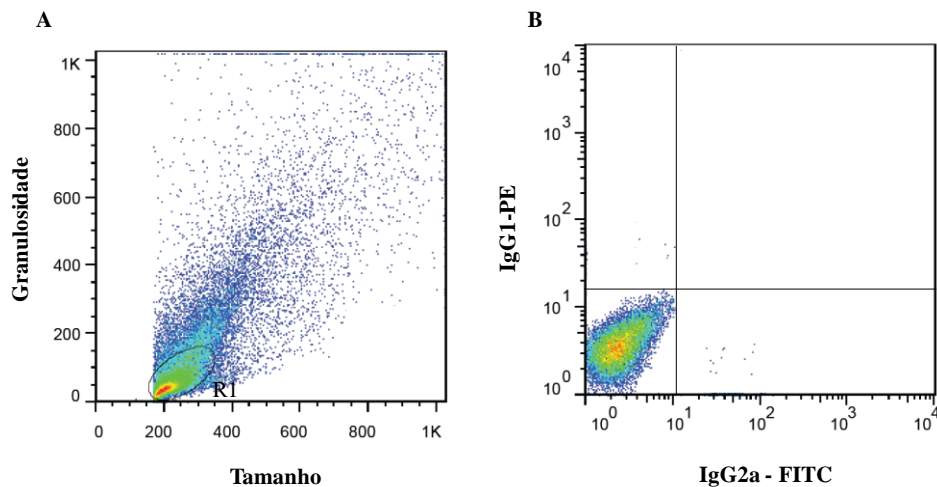 A
1K
800
600
400
200
0
Granulosidade
R1
0 200 400 600 800 1K
Tamanho
B
10^4
10^3
10^2
10^1
10^0
IgG1-PE
10^0 10^1 10^2 10^3 10^4
IgG2a - FITC